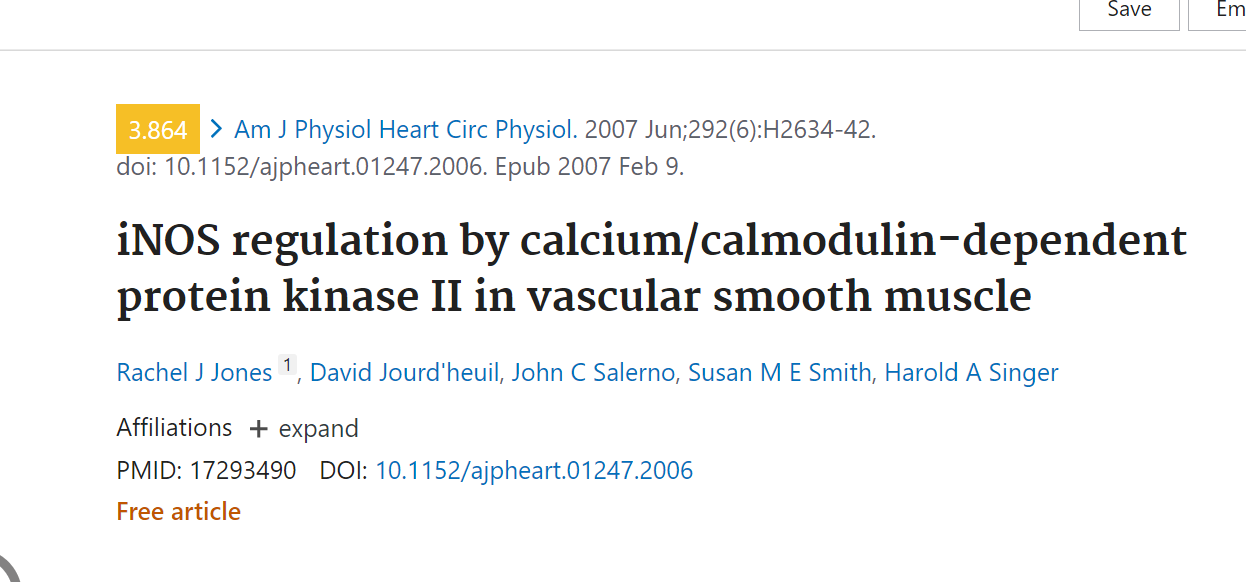 Save
Em
3.864 > Am J Physiol Heart Circ Physiol. 2007 Jun;292(6):H2634-42.
doi: 10.1152/ajpheart.01247.2006. Epub 2007 Feb 9.
iNOS regulation by calcium/calmodulin-dependent
protein kinase II in vascular smooth muscle
Rachel J Jones 1, David Jourd'heuil, John C Salerno, Susan M E Smith, Harold A Singer
Affiliations + expand
PMID: 17293490 DOI: 10.1152/ajpheart.01247.2006
Free article